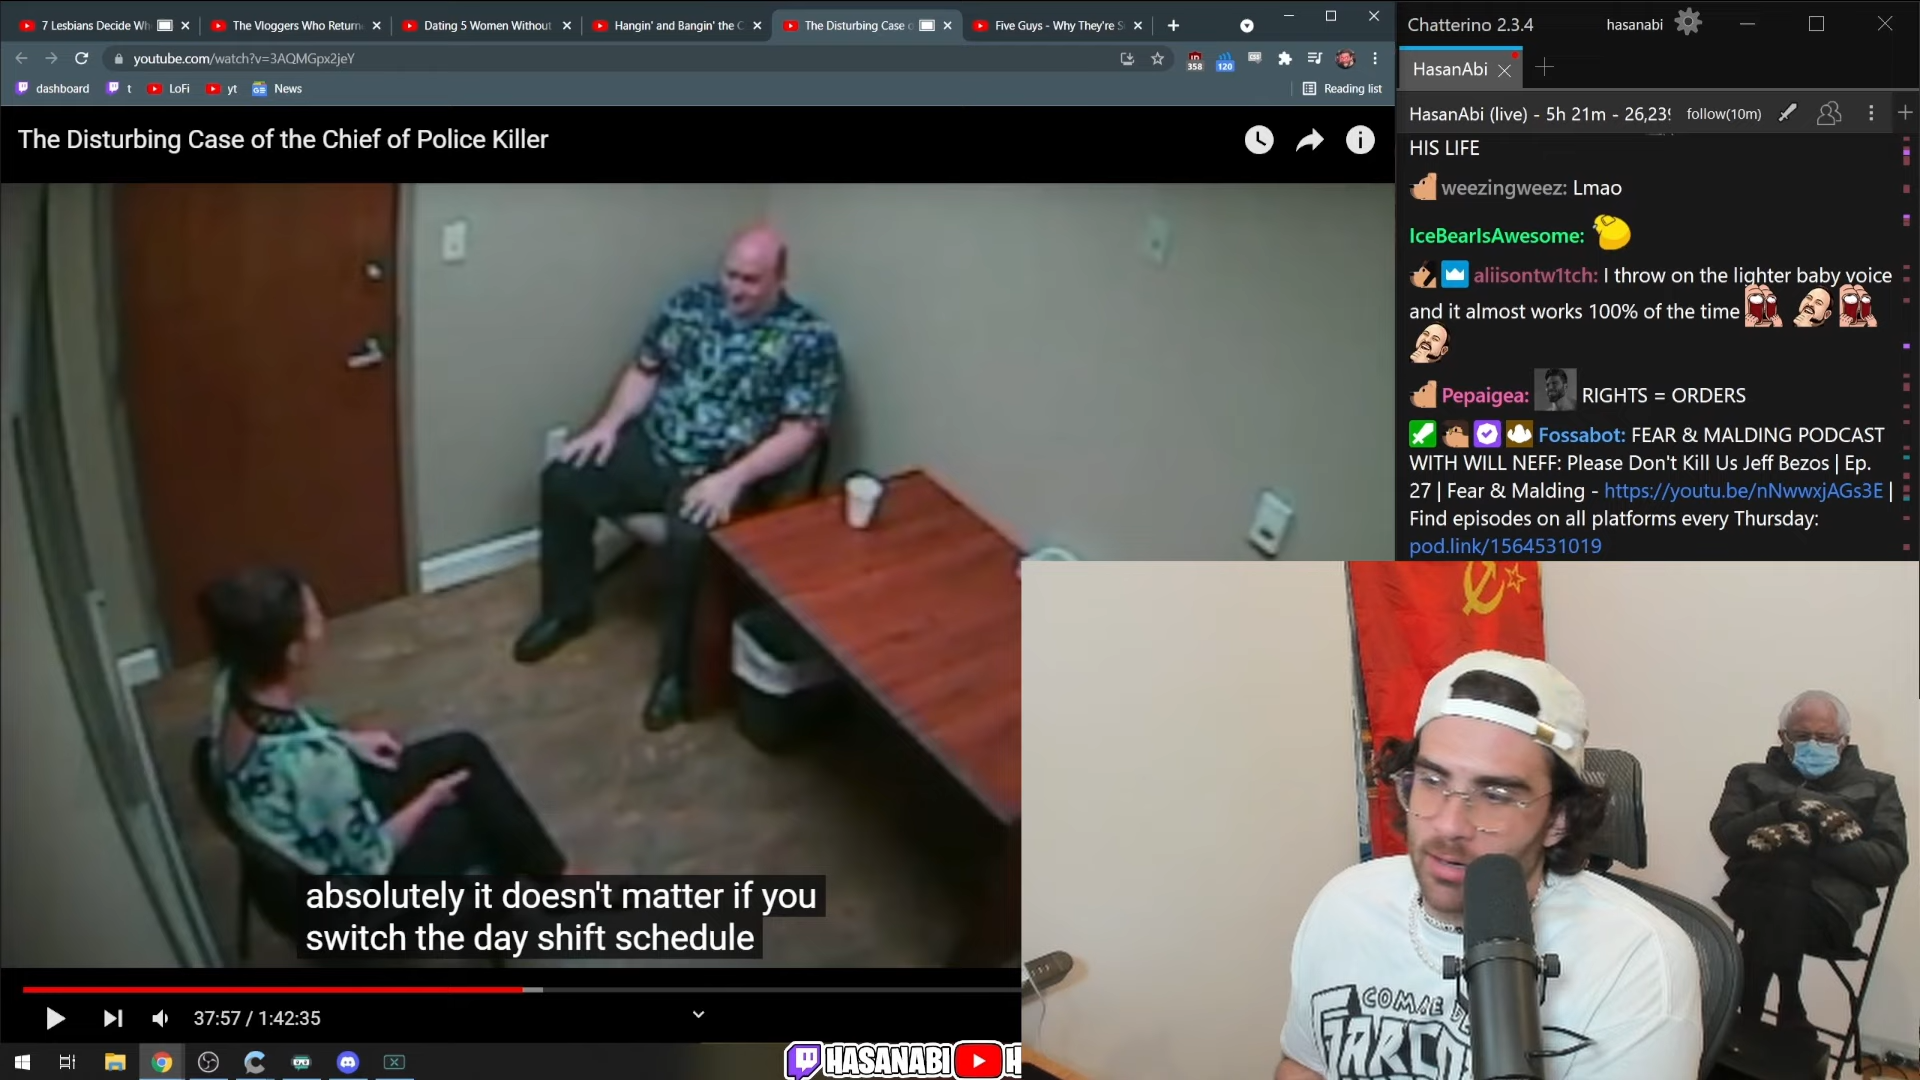 7 Lesbians Decide Wh
The Vloggers Who Return
Dating 5 Women Without
Hangin' and Bangin' the C
The Disturbing Case o
Five Guys - Why They're S
youtube.com/watch?v=3AQMGpx2jeY
358
120
dashboard
t
LoFi
yt
News
Reading list
The Disturbing Case of the Chief of Police Killer
absolutely it doesn't matter if you
switch the day shift schedule
37:57 / 1:42:35
HASANABI
H
Chatterino 2.3.4
hasanabi
HasanAbi
HasanAbi (live) - 5h 21m - 26,239
follow(10m)
HIS LIFE
weezingweez: Lmao
IceBearIsAwesome:
aliisontw1tch: I throw on the lighter baby voice
and it almost works 100% of the time
Pepaigea: RIGHTS = ORDERS
Fossabot: FEAR & MALDING PODCAST
WITH WILL NEFF: Please Don't Kill Us Jeff Bezos | Ep.
27 | Fear & Malding - https://youtu.be/nNwwxjAGs3E |
Find episodes on all platforms every Thursday:
pod.link/1564531019
COMME DE